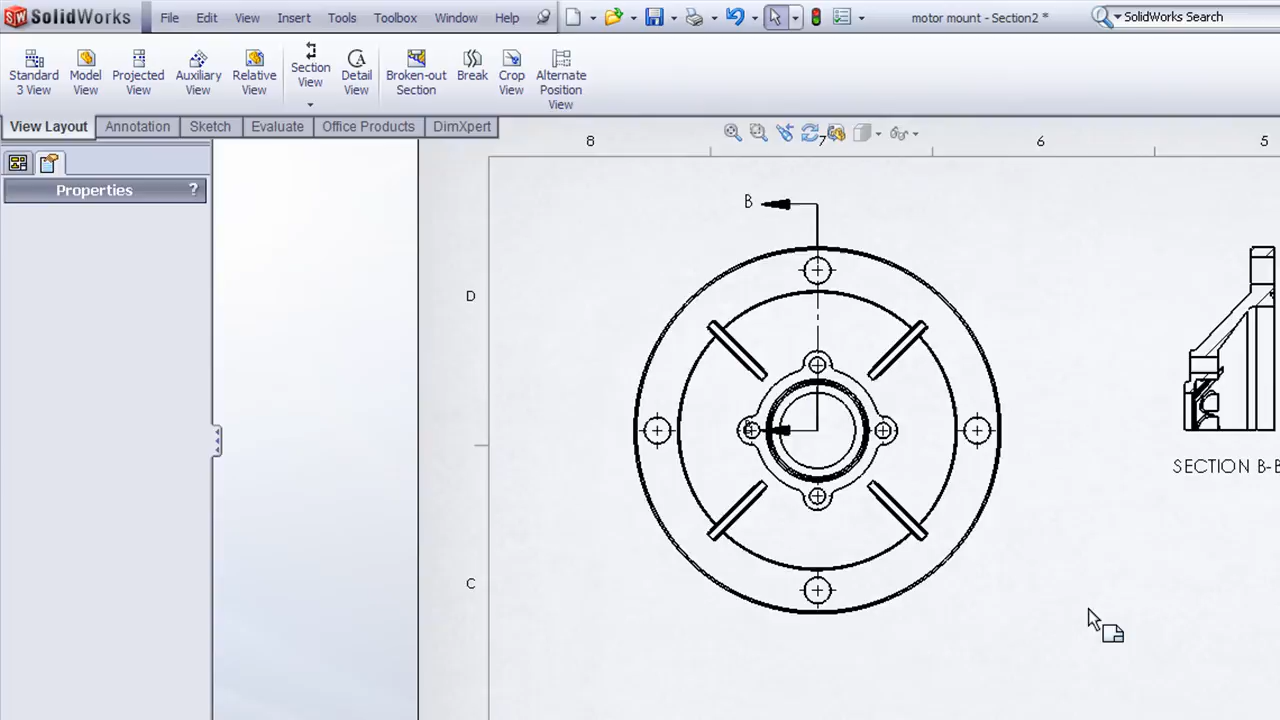 SW SolidWorks File Edit View Insert Tools Toolbox Window Help motor mount - Section2 * SolidWorks Search
Standard 3 View
Model View
Projected View
Auxiliary View
Relative View
Section View
Detail View
Broken-out Section
Break
Crop View
Alternate Position View
View Layout Annotation Sketch Evaluate Office Products DimXpert
8 7 6 5
Properties ?
B
D
SECTION B-B
C